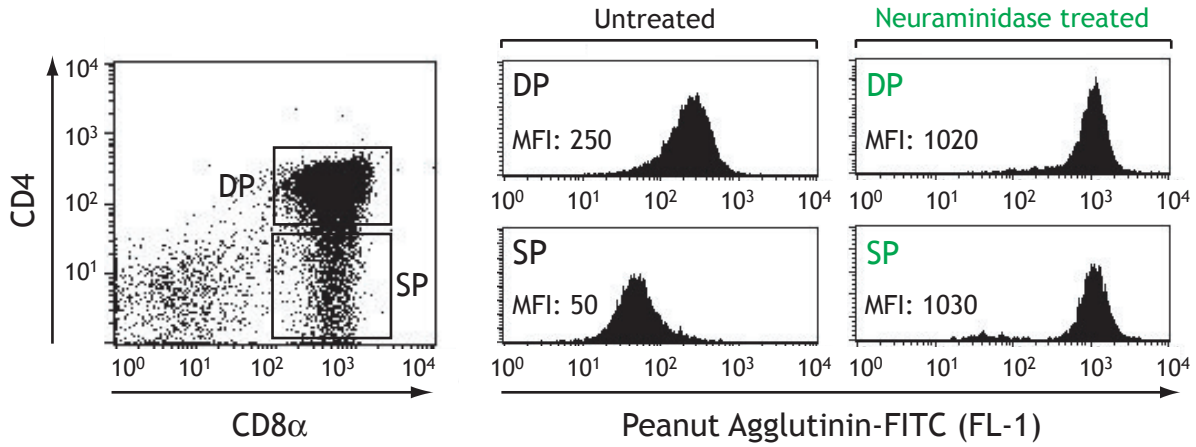 CD4
10⁴
10³
10²
10¹
DP
SP
10⁰ 10¹ 10² 10³ 10⁴
CD8α
Untreated
DP
MFI: 250
10⁰ 10¹ 10² 10³ 10⁴
SP
MFI: 50
10⁰ 10¹ 10² 10³ 10⁴
Neuraminidase treated
DP
MFI: 1020
10⁰ 10¹ 10² 10³ 10⁴
SP
MFI: 1030
10⁰ 10¹ 10² 10³ 10⁴
Peanut Agglutinin-FITC (FL-1)